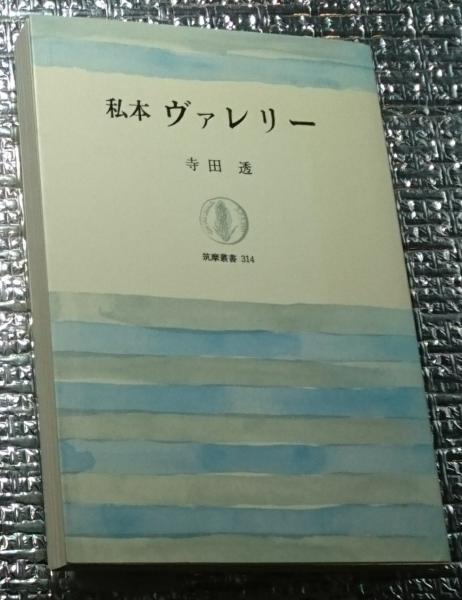 私本 ヴァレリー
寺田 透
筑摩叢書 314